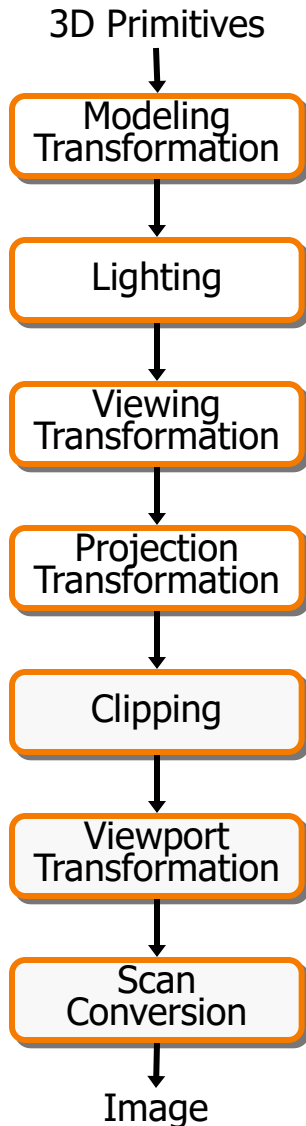 3D Primitives
Modeling
Transformation
Lighting
Viewing
Transformation
Projection
Transformation
Clipping
Viewport
Transformation
Scan
Conversion
Image